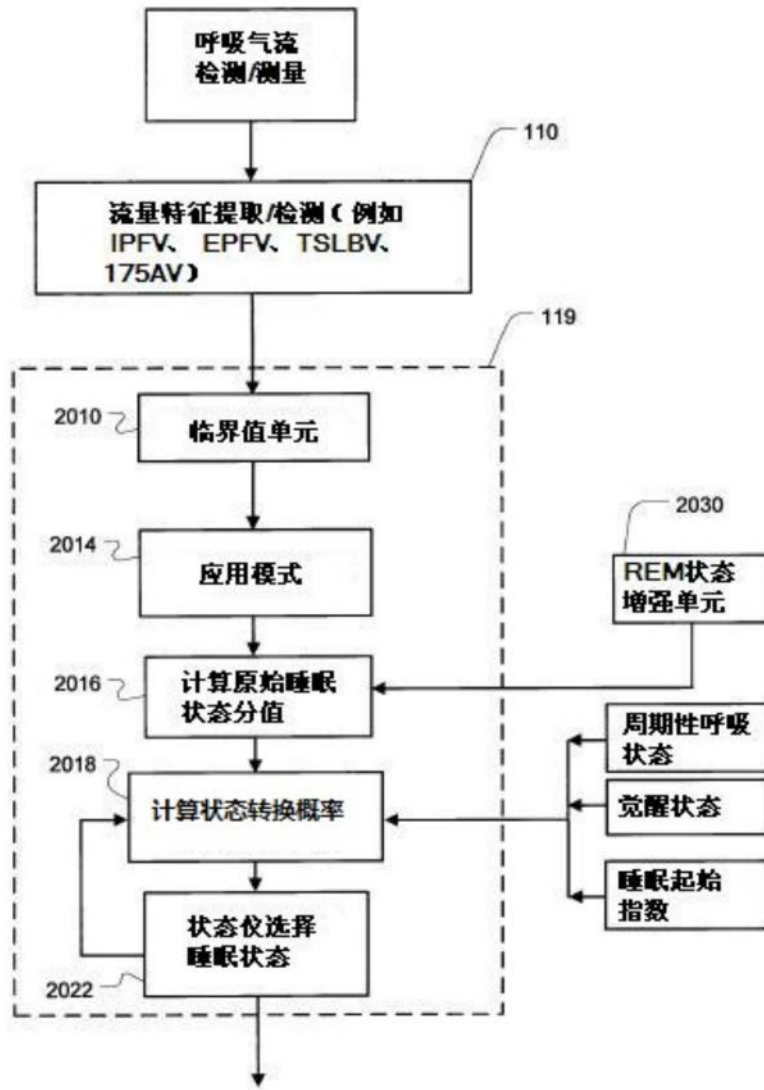 呼吸气流
检测/测量
110
流量特征提取/检测（例如
IPFV、EPFV、TSLBV、
175AV）
119
2010
临界值单元
2014
应用模式
2030
REM状态
增强单元
2016
计算原始睡眠
状态分值
周期性呼吸
状态
2018
计算状态转换概率
觉醒状态
睡眠起始
指数
状态仪选择
睡眠状态
2022